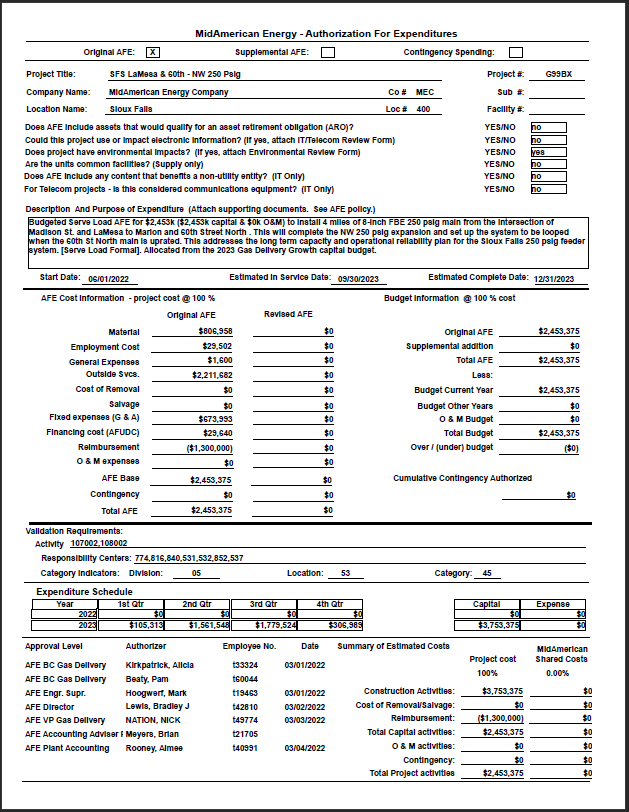 MidAmerican Energy - Authorization For Expenditures
Original AFE: X Supplemental AFE: Contingency Spending:
Project Title: SFS LaMesa & 60th - NW 250 Psig Project #: G99BX
Company Name: MidAmerican Energy Company Co # MEC Sub #:
Location Name: Sioux Falls Loc # 400 Facility #:
Does AFE include assets that would qualify for an asset retirement obligation (ARO)? YES/NO no
Could this project use or impact electronic information? (If yes, attach IT/Telecom Review Form) YES/NO no
Does project have environmental impacts? (If yes, attach Environmental Review Form) YES/NO yes
Are the units common facilities? (Supply only) YES/NO no
Does AFE include any content that benefits a non-utility entity? (IT Only) YES/NO no
For Telecom projects - is this considered communications equipment? (IT Only) YES/NO no
Description And Purpose of Expenditure (Attach supporting documents. See AFE policy.)
Budgeted Serve Load AFE for $2,453k ($2,453k capital & $0k O&M) to install 4 miles of 8-inch FBE 250 psig main from the intersection of
Madison St. and LaMesa to Marion and 60th Street North . This will complete the NW 250 psig expansion and set up the system to be looped
when the 60th St North main is uprated. This addresses the long term capacity and operational reliability plan for the Sioux Falls 250 psig feeder
system. [Serve Load Formal]. Allocated from the 2023 Gas Delivery Growth capital budget.
Start Date: 06/01/2022 Estimated In Service Date: 09/30/2023 Estimated Complete Date: 12/31/2023
AFE Cost Information - project cost @ 100 % Budget Information @ 100 % cost
Original AFE Revised AFE
Material $806,958 $0 Original AFE $2,453,375
Employment Cost $29,502 $0 Supplemental addition $0
General Expenses $1,600 $0 Total AFE $2,453,375
Outside Svcs. $2,211,682 $0 Less:
Cost of Removal $0 $0 Budget Current Year $2,453,375
Salvage $0 $0 Budget Other Years $0
Fixed expenses (G & A) $673,993 $0 O & M Budget $0
Financing cost (AFUDC) $29,640 $0 Total Budget $2,453,375
Reimbursement ($1,300,000) $0 Over / (under) budget ($0)
O & M expenses $0 $0
AFE Base $2,453,375 $0 Cumulative Contingency Authorized
Contingency $0 $0 $0
Total AFE $2,453,375 $0
Validation Requirements:
Activity 107002,108002
Responsibility Centers: 774,816,840,531,532,852,537
Category Indicators: Division: 05 Location: 53 Category: 45
Expenditure Schedule
Year 1st Qtr 2nd Qtr 3rd Qtr 4th Qtr Capital Expense
2022 $0 $0 $0 $0 $0 $0
2023 $105,313 $1,561,548 $1,779,524 $306,989 $3,753,375 $0
Approval Level Authorizer Employee No. Date Summary of Estimated Costs MidAmerican
Project cost Shared Costs
AFE BC Gas Delivery Kirkpatrick, Alicia t33324 03/01/2022
100% 0.00%
AFE BC Gas Delivery Beaty, Pam t60044
AFE Engr. Supr. Hoogwerf, Mark t19463 03/01/2022 Construction Activities: $3,753,375 $0
AFE Director Lewis, Bradley J t42810 03/02/2022 Cost of Removal/Salvage: $0 $0
AFE VP Gas Delivery NATION, NICK t49774 03/03/2022 Reimbursement: ($1,300,000) $0
AFE Accounting Adviser F Meyers, Brian t21705 Total Capital activities: $2,453,375 $0
AFE Plant Accounting Rooney, Aimee t40991 03/04/2022 O & M activities: $0 $0
Contingency: $0 $0
Total Project activities $2,453,375 $0